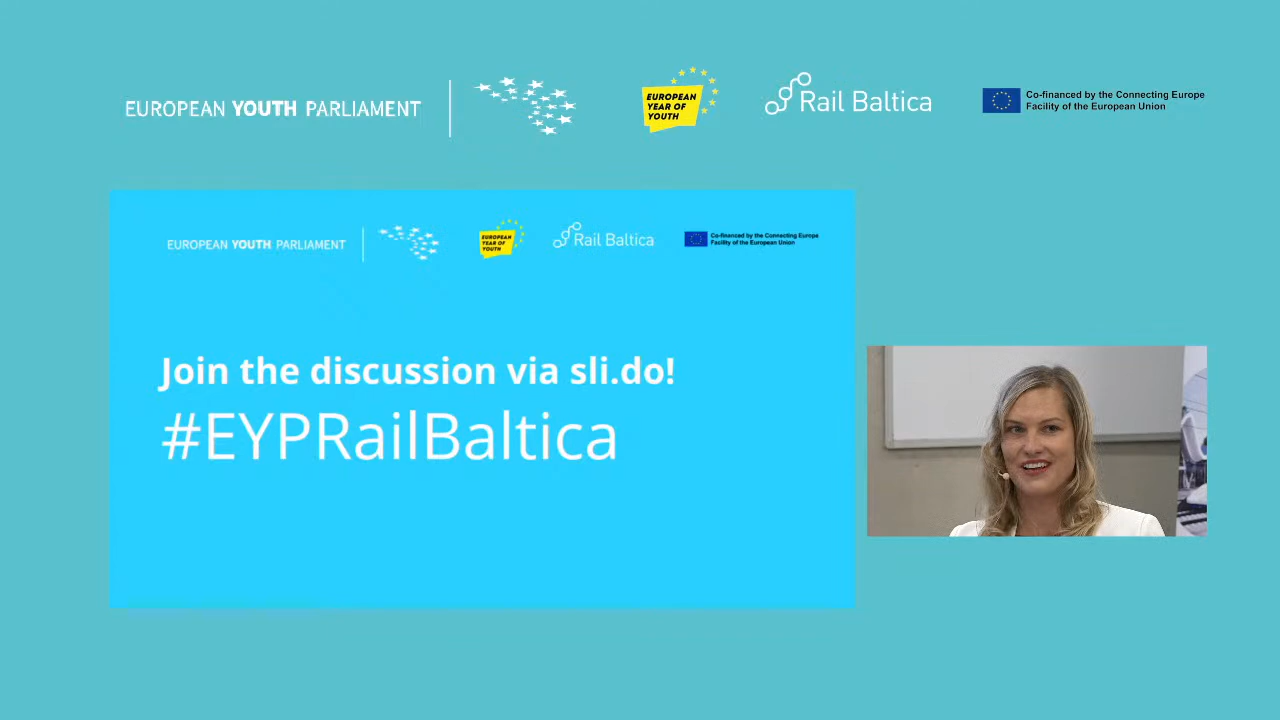 EUROPEAN YOUTH PARLIAMENT
EUROPEAN
YEAR OF
YOUTH
Rail Baltica
Co-financed by the Connecting Europe
Facility of the European Union
EUROPEAN YOUTH PARLIAMENT
EUROPEAN
YEAR OF
YOUTH
Rail Baltica
Co-financed by the Connecting Europe
Facility of the European Union
Join the discussion via sli.do!
#EYPRailBaltica